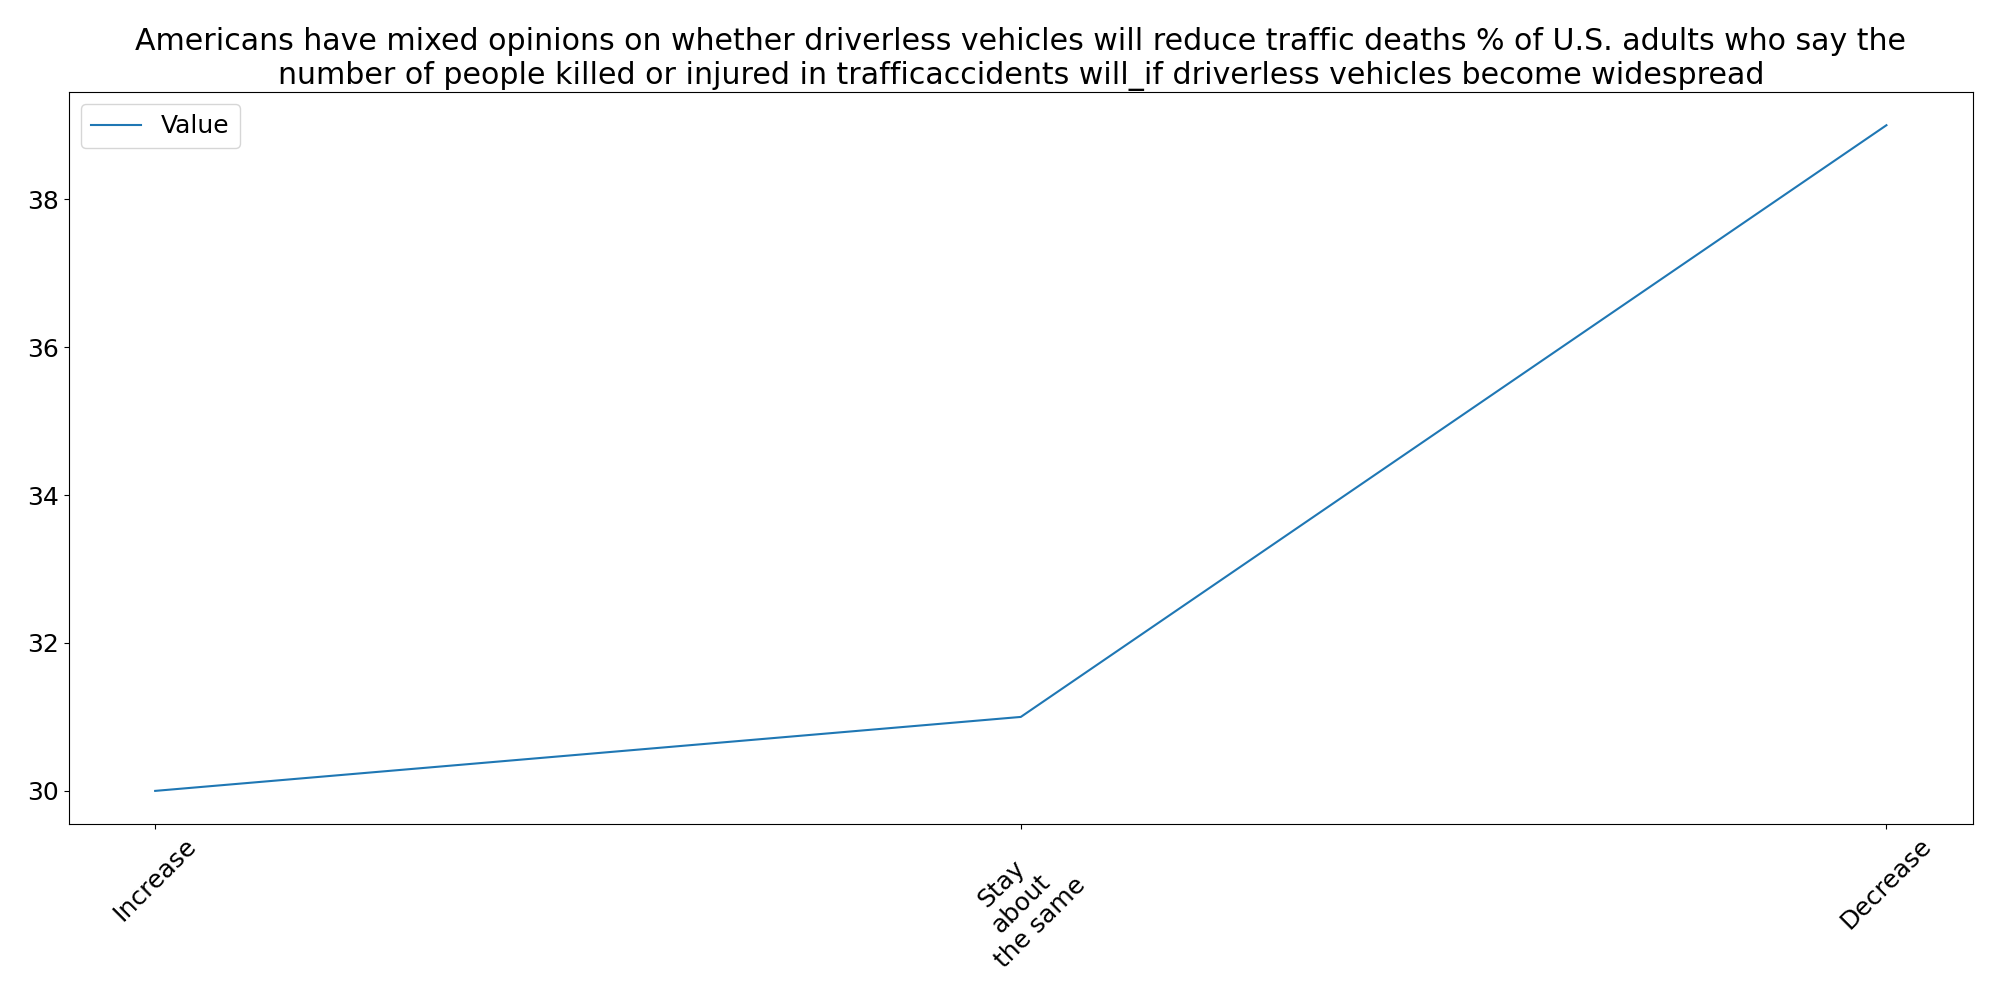 Americans have mixed opinions on whether driverless vehicles will reduce traffic deaths % of U.S. adults who say the
number of people killed or injured in trafficaccidents will_if driverless vehicles become widespread
Value
38
36
34
32
30
Increase
Stay
about
the same
Decrease